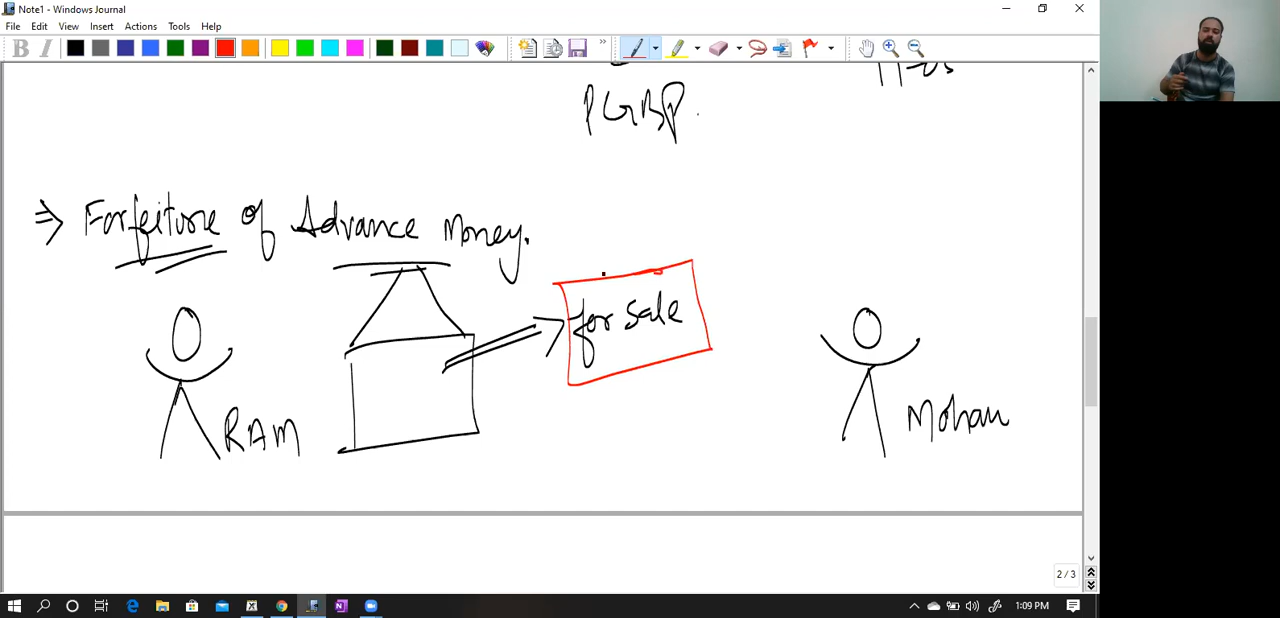 Note1 - Windows Journal
File Edit View Insert Actions Tools Help
B I
PGBP.
⇒ Forfeiture of Advance Money.
for sale
RAM
Mohan
2 / 3
1:09 PM